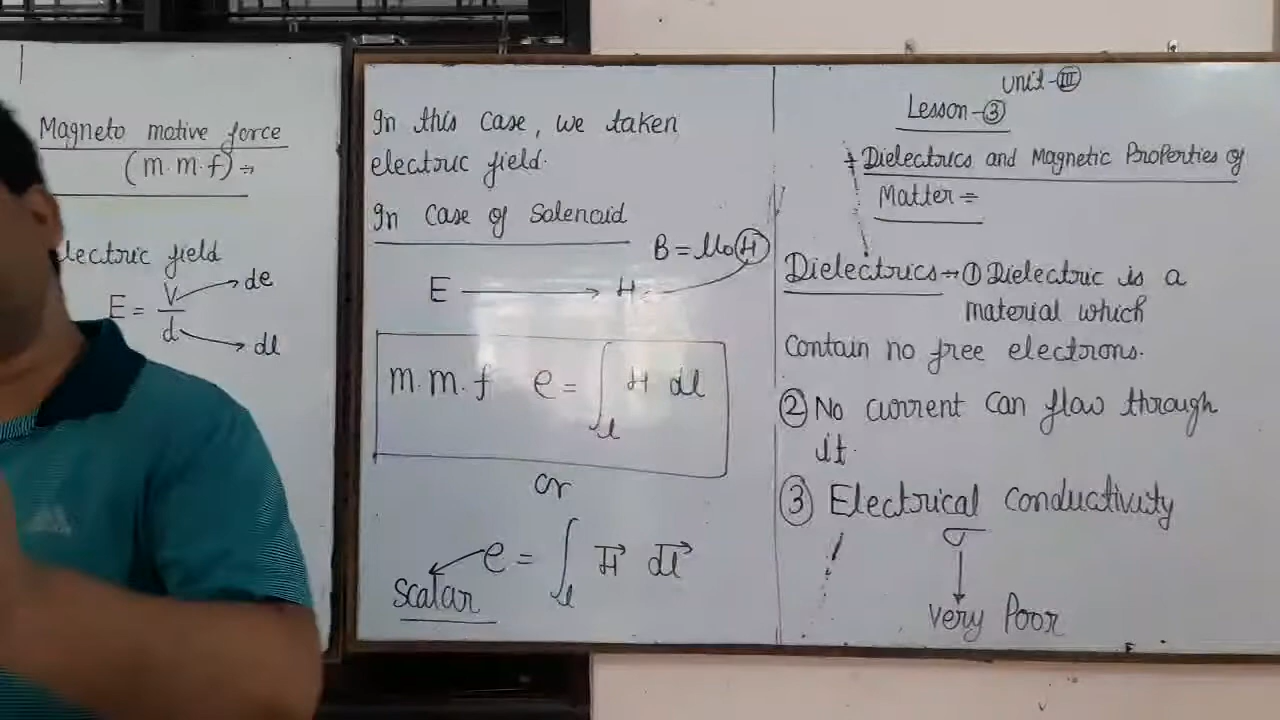 Magneto motive force
(m.m.f) →
lectric field
E = V/d
de
dl
In this case, we taken
electric field.
In case of Solenoid
B = μ₀H
E → H
m.m.f e = ∫l H dl
or
e = ∫l H⃗ dl⃗
Scalar
Unit - III
Lesson - ③
Dielectrics and Magnetic Properties of
Matter =
Dielectrics → ① Dielectric is a
material which
Contain no free electrons.
② No current can flow through
it.
③ Electrical conductivity
σ
↓
very Poor